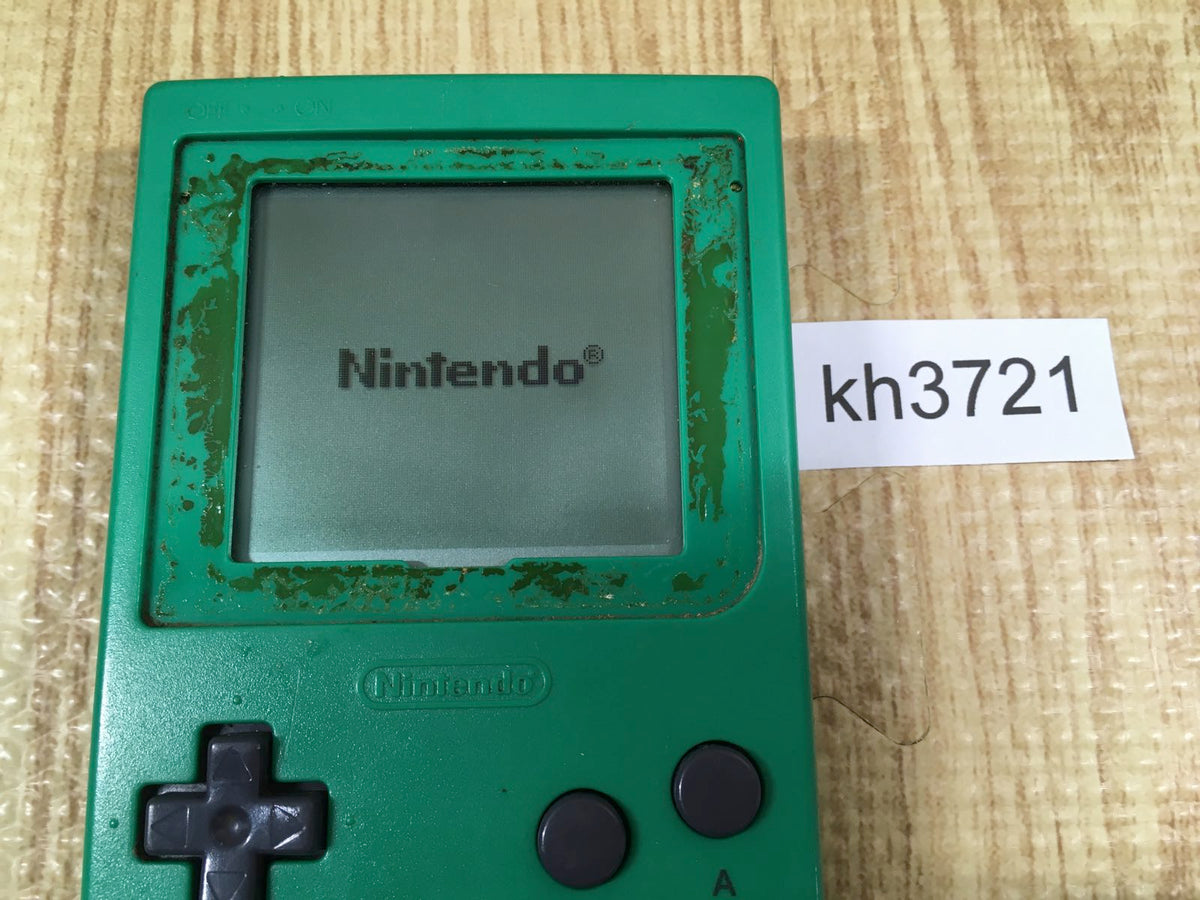 OFF ON
Nintendo®
kh3721
Nintendo®
A